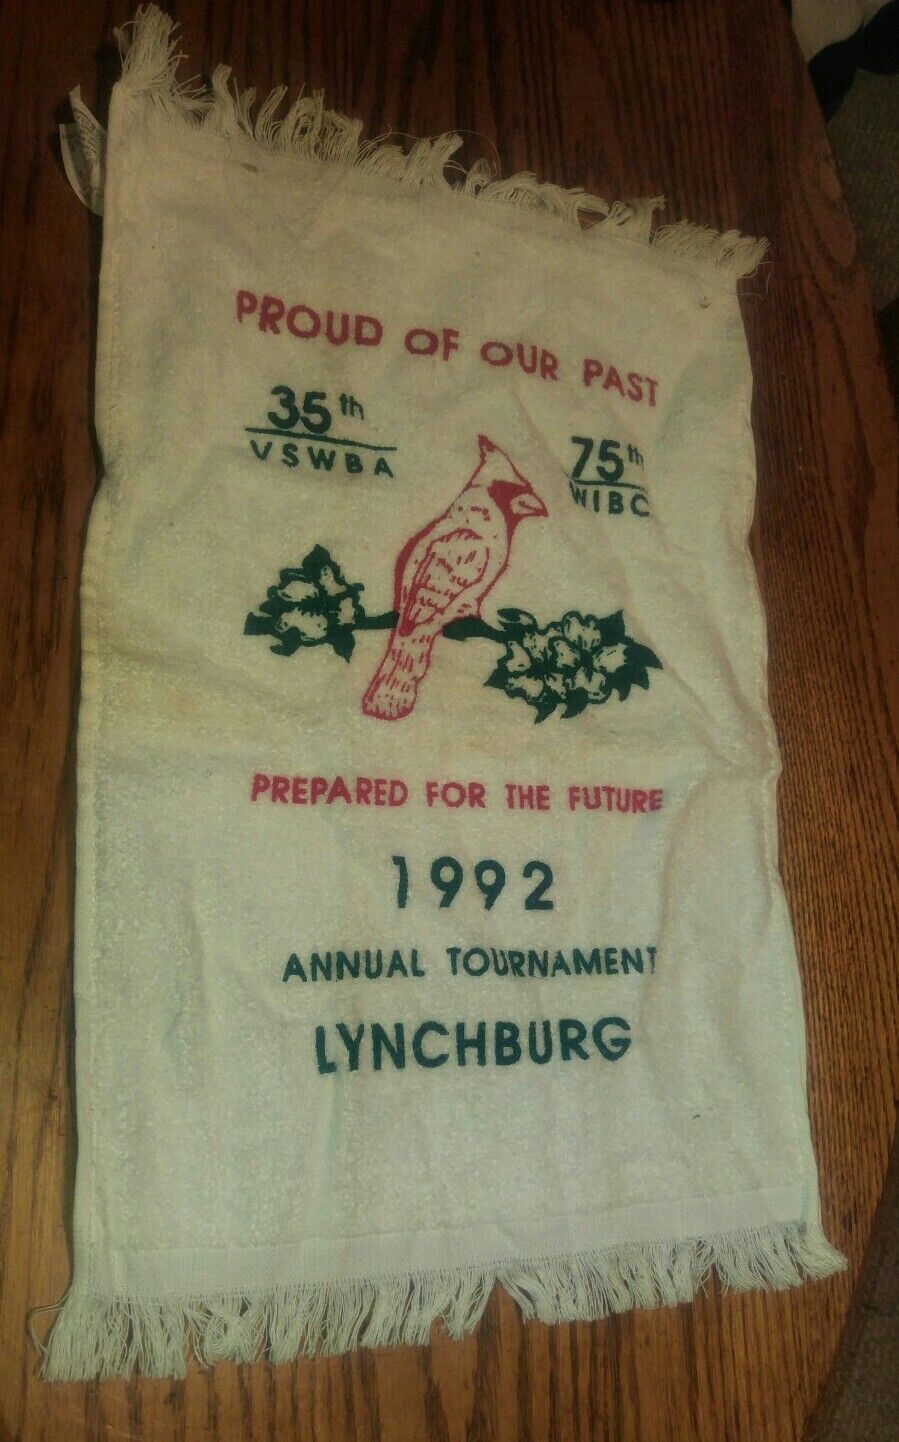 PROUD OF OUR PAST
35th
VSWBA
75th
WIBC
PREPARED FOR THE FUTURE
1992
ANNUAL TOURNAMENT
LYNCHBURG